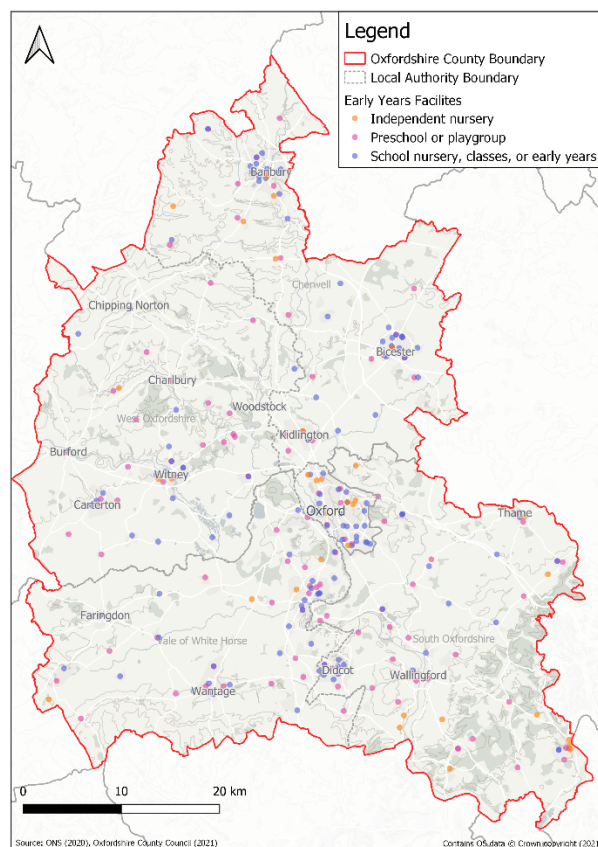 Legend
Oxfordshire County Boundary
Local Authority Boundary
Early Years Facilites
Independent nursery
Preschool or playgroup
School nursery, classes, or early years
Banbury
Cherwell
Chipping Norton
Bicester
Charlbury
Woodstock
West Oxfordshire
Kidlington
Burford
Witney
Carterton
Oxford
Thame
Faringdon
Vale of White Horse
South Oxfordshire
Didcot
Wallingford
Wantage
0 10 20 km
Source: ONS (2020), Oxfordshire County Council (2021)
Contains OS data © Crown copyright (2021